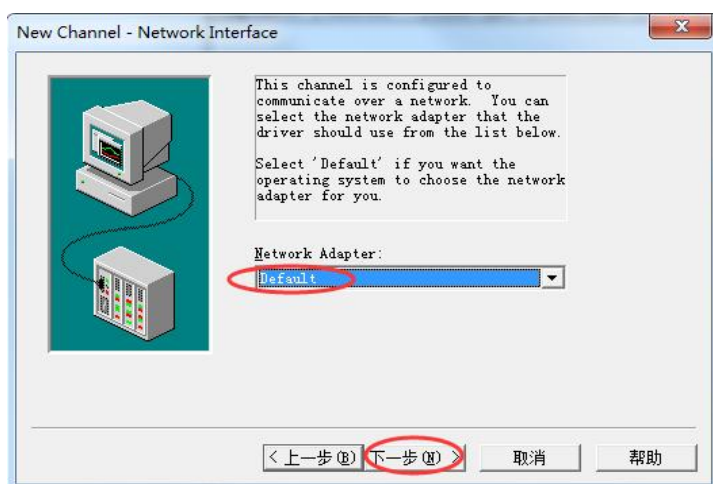 New Channel - Network Interface
This channel is configured to
communicate over a network.  You can
select the network adapter that the
driver should use from the list below.
Select 'Default' if you want the
operating system to choose the network
adapter for you.
Network Adapter:
Default
< 上一步(B) 下一步(N) > 取消 帮助